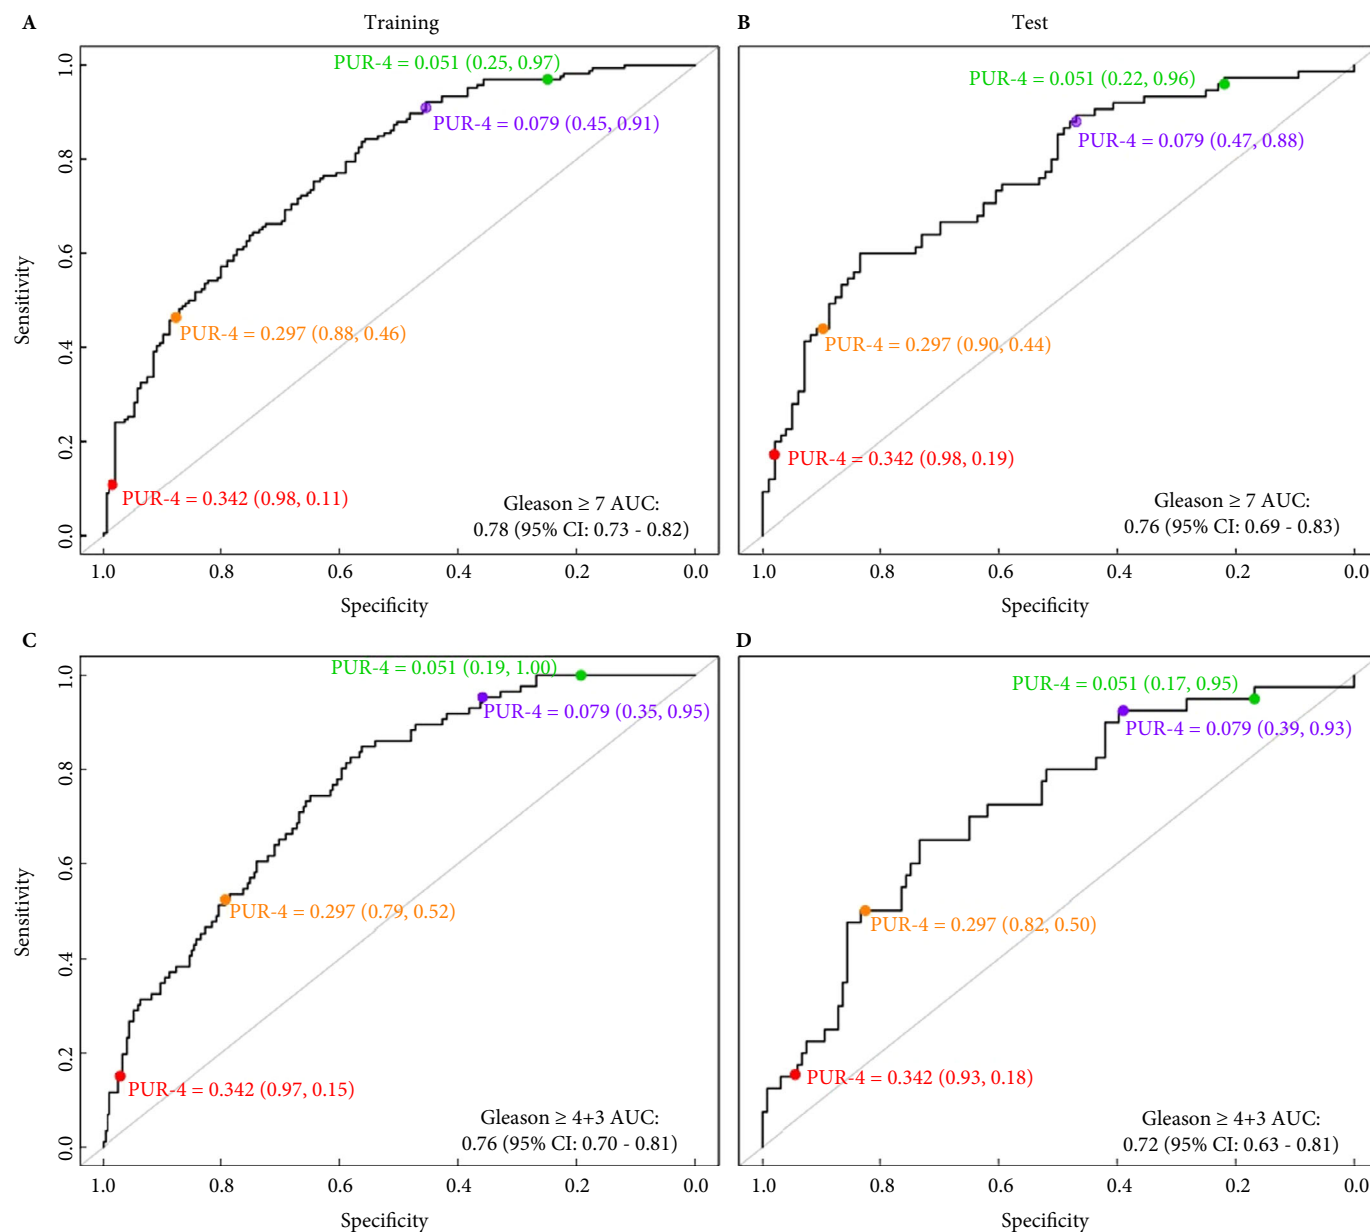 A
Training
PUR-4 = 0.051 (0.25, 0.97)
PUR-4 = 0.079 (0.45, 0.91)
PUR-4 = 0.297 (0.88, 0.46)
PUR-4 = 0.342 (0.98, 0.11)
Gleason ≥ 7 AUC:
0.78 (95% CI: 0.73 - 0.82)
Sensitivity
1.0
0.8
0.6
0.4
0.2
0.0
1.0 0.8 0.6 0.4 0.2 0.0
Specificity
B
Test
PUR-4 = 0.051 (0.22, 0.96)
PUR-4 = 0.079 (0.47, 0.88)
PUR-4 = 0.297 (0.90, 0.44)
PUR-4 = 0.342 (0.98, 0.19)
Gleason ≥ 7 AUC:
0.76 (95% CI: 0.69 - 0.83)
1.0 0.8 0.6 0.4 0.2 0.0
Specificity
C
PUR-4 = 0.051 (0.19, 1.00)
PUR-4 = 0.079 (0.35, 0.95)
PUR-4 = 0.297 (0.79, 0.52)
PUR-4 = 0.342 (0.97, 0.15)
Gleason ≥ 4+3 AUC:
0.76 (95% CI: 0.70 - 0.81)
Sensitivity
1.0
0.8
0.6
0.4
0.2
0.0
1.0 0.8 0.6 0.4 0.2 0.0
Specificity
D
PUR-4 = 0.051 (0.17, 0.95)
PUR-4 = 0.079 (0.39, 0.93)
PUR-4 = 0.297 (0.82, 0.50)
PUR-4 = 0.342 (0.93, 0.18)
Gleason ≥ 4+3 AUC:
0.72 (95% CI: 0.63 - 0.81)
1.0 0.8 0.6 0.4 0.2 0.0
Specificity